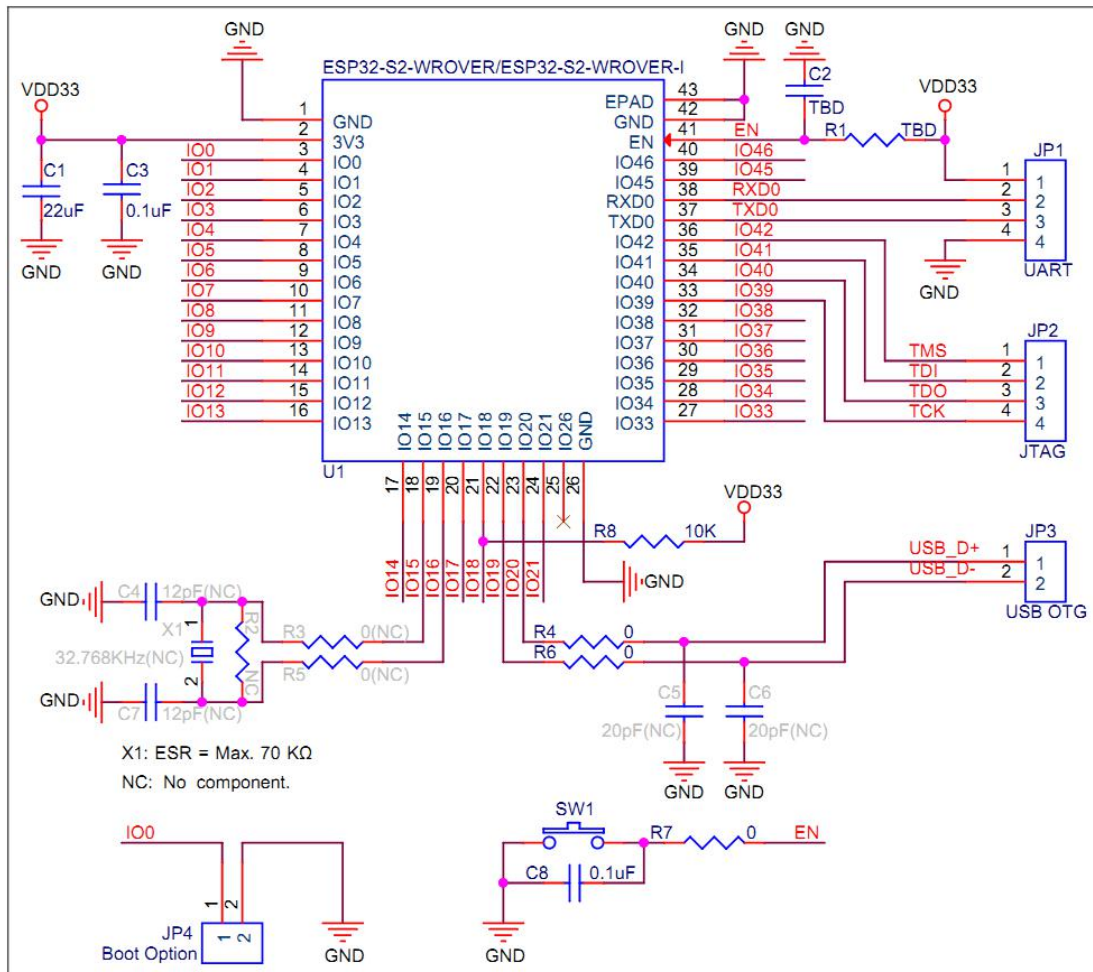 GND
GND
GND
ESP32-S2-WROVER/ESP32-S2-WROVER-I
VDD33
C2
TBD
VDD33
1 GND
2 3V3
3 IO0
4 IO1
5 IO2
6 IO3
7 IO4
8 IO5
9 IO6
10 IO7
11 IO8
12 IO9
13 IO10
14 IO11
15 IO12
16 IO13
IO0
IO1
IO2
IO3
IO4
IO5
IO6
IO7
IO8
IO9
IO10
IO11
IO12
IO13
C1
22uF
GND
C3
0.1uF
GND
EPAD 43
GND 42
EN 41 EN
IO46 40 IO46
IO45 39 IO45
RXD0 38 RXD0
TXD0 37 TXD0
IO42 36 IO42
IO41 35 IO41
IO40 34 IO40
IO39 33 IO39
IO38 32 IO38
IO37 31 IO37
IO36 30 IO36
IO35 29 IO35
IO34 28 IO34
IO33 27 IO33
R1 TBD
JP1
1 1
2 2
3 3
4 4
UART
GND
JP2
TMS 1 1
TDI 2 2
TDO 3 3
TCK 4 4
JTAG
U1
IO14 17 IO14
IO15 18 IO15
IO16 19 IO16
IO17 20 IO17
IO18 21 IO18
IO19 22 IO19
IO20 23 IO20
IO21 24 IO21
IO26 25
GND 26
GND
R8 10K
VDD33
JP3
USB_D+ 1 1
USB_D- 2 2
USB OTG
GND C4 12pF(NC)
X1 1
32.768KHz(NC)
2
R2
NC
R3 0(NC)
R5 0(NC)
GND C7 12pF(NC)
R4 0
R6 0
C5
20pF(NC)
GND
C6
20pF(NC)
GND
X1: ESR = Max. 70 KΩ
NC: No component.
IO0
1 2
1 2
JP4
Boot Option
GND
SW1
R7 0 EN
C8 0.1uF
GND